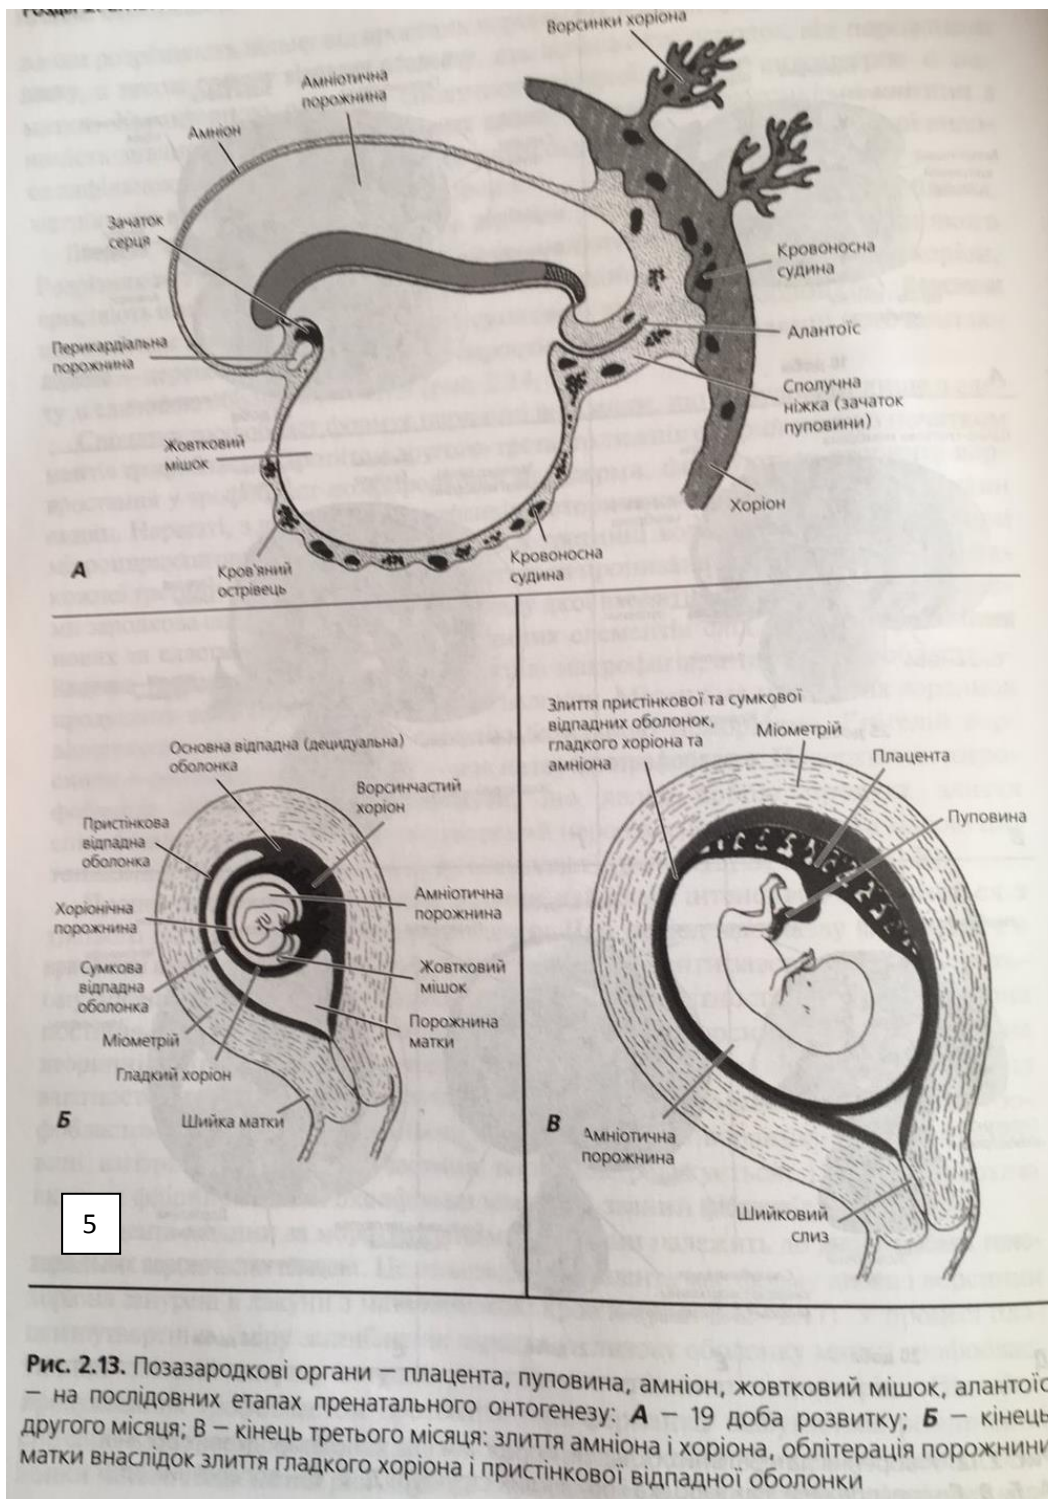 Ворсинки хоріона
Амніотична
порожнина
Амніон
Зачаток
серця
Кровоносна
судина
Перикардіальна
порожнина
Алантоїс
Сполучна
ніжка (зачаток
пуповини)
Жовтковий
мішок
Хоріон
Кровоносна
судина
А
Кров'яний
острівець
Основна відпадна (децидуальна)
оболонка
Ворсинчастий
хоріон
Пристінкова
відпадна
оболонка
Амніотична
порожнина
Хоріонічна
порожнина
Жовтковий
мішок
Сумкова
відпадна
оболонка
Порожнина
матки
Міометрій
Гладкий хоріон
Шийка матки
Б
5
Злиття пристінкової та сумкової
відпадних оболонок,
гладкого хоріона та
амніона
Міометрій
Плацента
Пуповина
В
Амніотична
порожнина
Шийковий
слиз
Рис. 2.13. Позазародкові органи – плацента, пуповина, амніон, жовтковий мішок, алантоїс
– на послідовних етапах пренатального онтогенезу: А – 19 доба розвитку; Б – кінець
другого місяця; В – кінець третього місяця: злиття амніона і хоріона, облітерація порожнини
матки внаслідок злиття гладкого хоріона і пристінкової відпадної оболонки